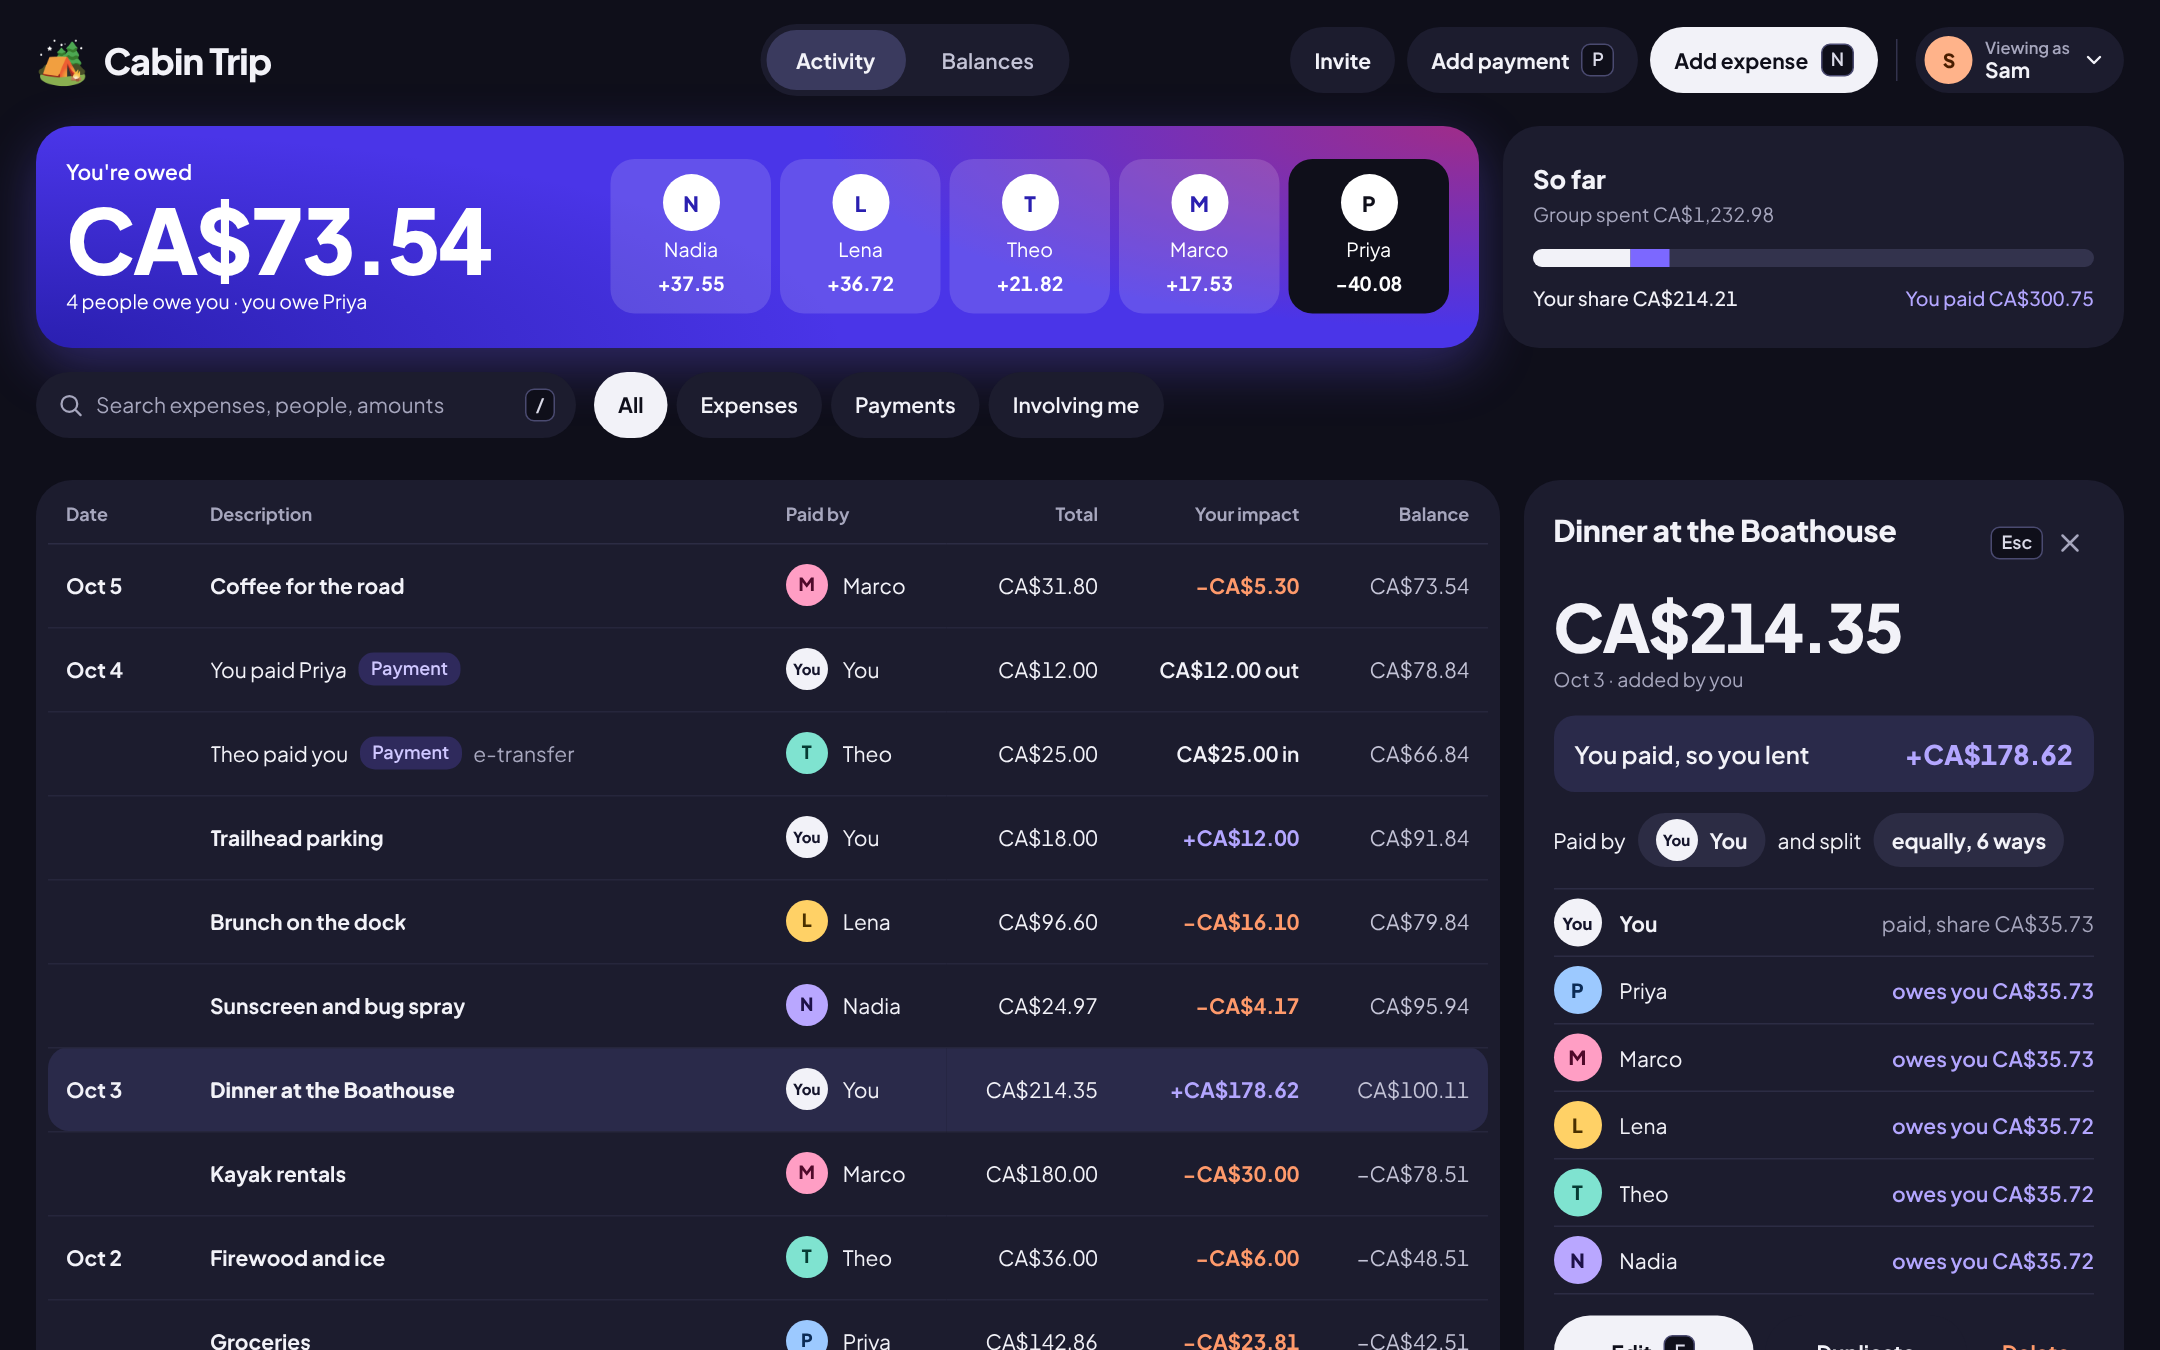 Cabin Trip
Activity Balances
Invite Add payment P Add expense N
S Viewing as
Sam
You're owed
CA$73.54
4 people owe you · you owe Priya
N L T M P
Nadia Lena Theo Marco Priya
+37.55 +36.72 +21.82 +17.53 −40.08
So far
Group spent CA$1,232.98
Your share CA$214.21 You paid CA$300.75
Search expenses, people, amounts / All Expenses Payments Involving me
Date Description Paid by Total Your impact Balance
Oct 5 Coffee for the road M Marco CA$31.80 −CA$5.30 CA$73.54
Oct 4 You paid Priya Payment You You CA$12.00 CA$12.00 out CA$78.84
Theo paid you Payment e-transfer T Theo CA$25.00 CA$25.00 in CA$66.84
Trailhead parking You You CA$18.00 +CA$12.00 CA$91.84
Brunch on the dock L Lena CA$96.60 −CA$16.10 CA$79.84
Sunscreen and bug spray N Nadia CA$24.97 −CA$4.17 CA$95.94
Oct 3 Dinner at the Boathouse You You CA$214.35 +CA$178.62 CA$100.11
Kayak rentals M Marco CA$180.00 −CA$30.00 −CA$78.51
Oct 2 Firewood and ice T Theo CA$36.00 −CA$6.00 −CA$48.51
Groceries P Priya CA$142.86 −CA$23.81 −CA$42.51
Dinner at the Boathouse Esc
CA$214.35
Oct 3 · added by you
You paid, so you lent +CA$178.62
Paid by You You and split equally, 6 ways
You You paid, share CA$35.73
P Priya owes you CA$35.73
M Marco owes you CA$35.73
L Lena owes you CA$35.72
T Theo owes you CA$35.72
N Nadia owes you CA$35.72
Edit E Duplicate Delete